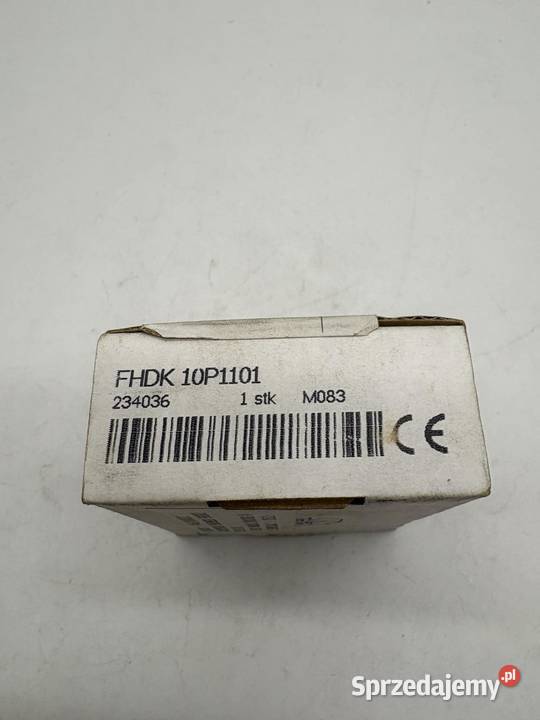 FHDK 10P1101
234036 1 stk M083
CE
Sprzedajemy.pl